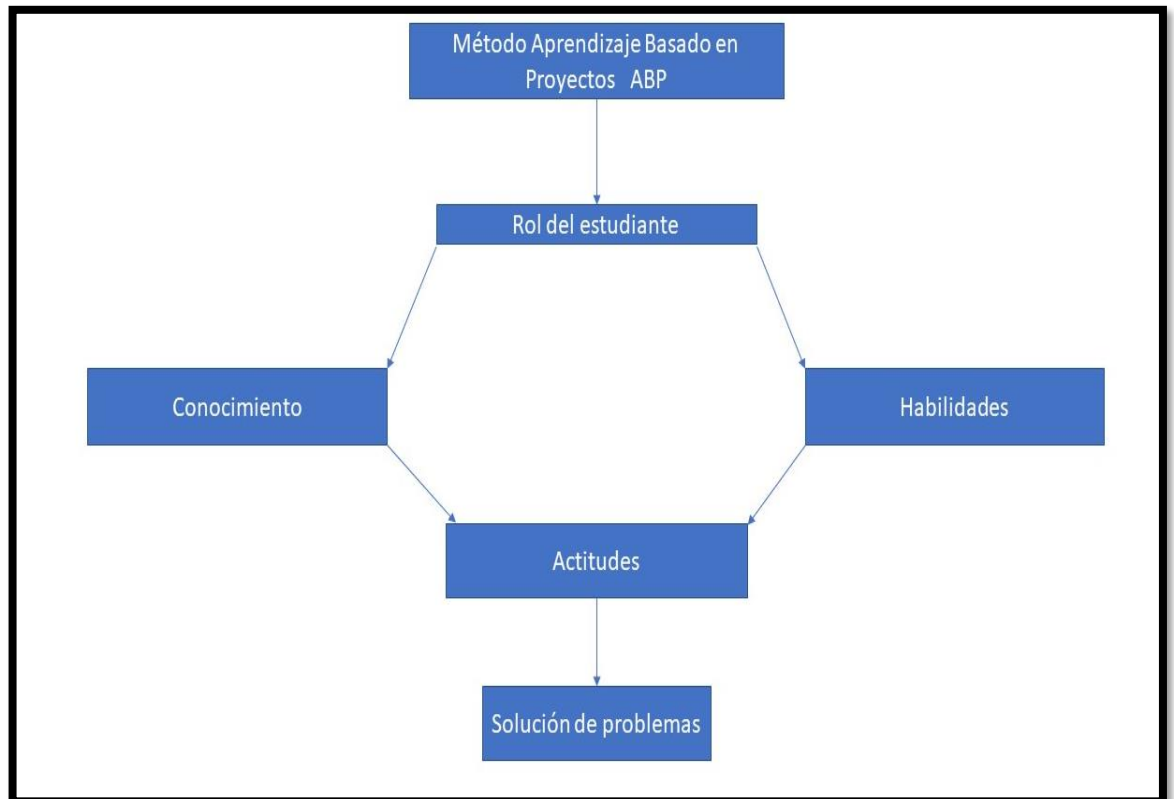 Método Aprendizaje Basado en
Proyectos ABP
Rol del estudiante
Conocimiento
Habilidades
Actitudes
Solución de problemas